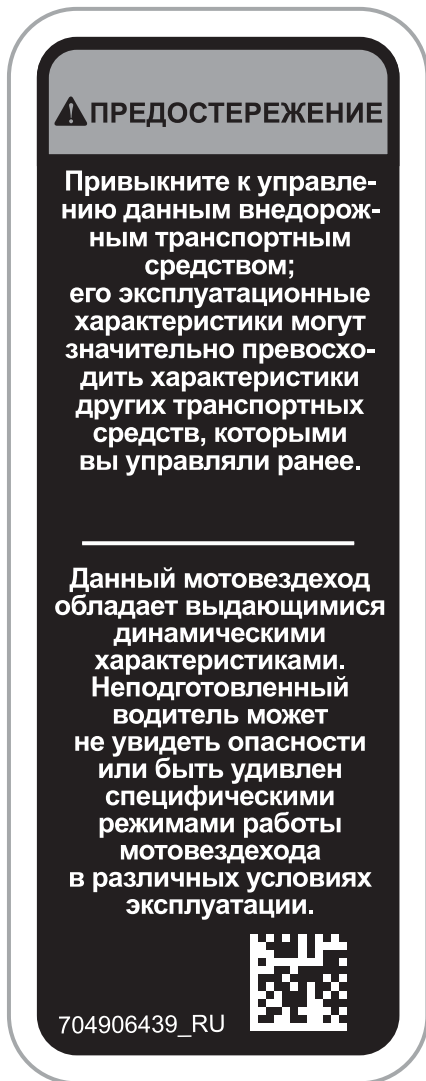 ПРЕДОСТЕРЕЖЕНИЕ
Привыкните к управле-
нию данным внедорож-
ным транспортным
средством;
его эксплуатационные
характеристики могут
значительно превосхо-
дить характеристики
других транспортных
средств, которыми
вы управляли ранее.
Данный мотовездеход
обладает выдающимися
динамическими
характеристиками.
Неподготовленный
водитель может
не увидеть опасности
или быть удивлен
специфическими
режимами работы
мотовездехода
в различных условиях
эксплуатации.
704906439_RU